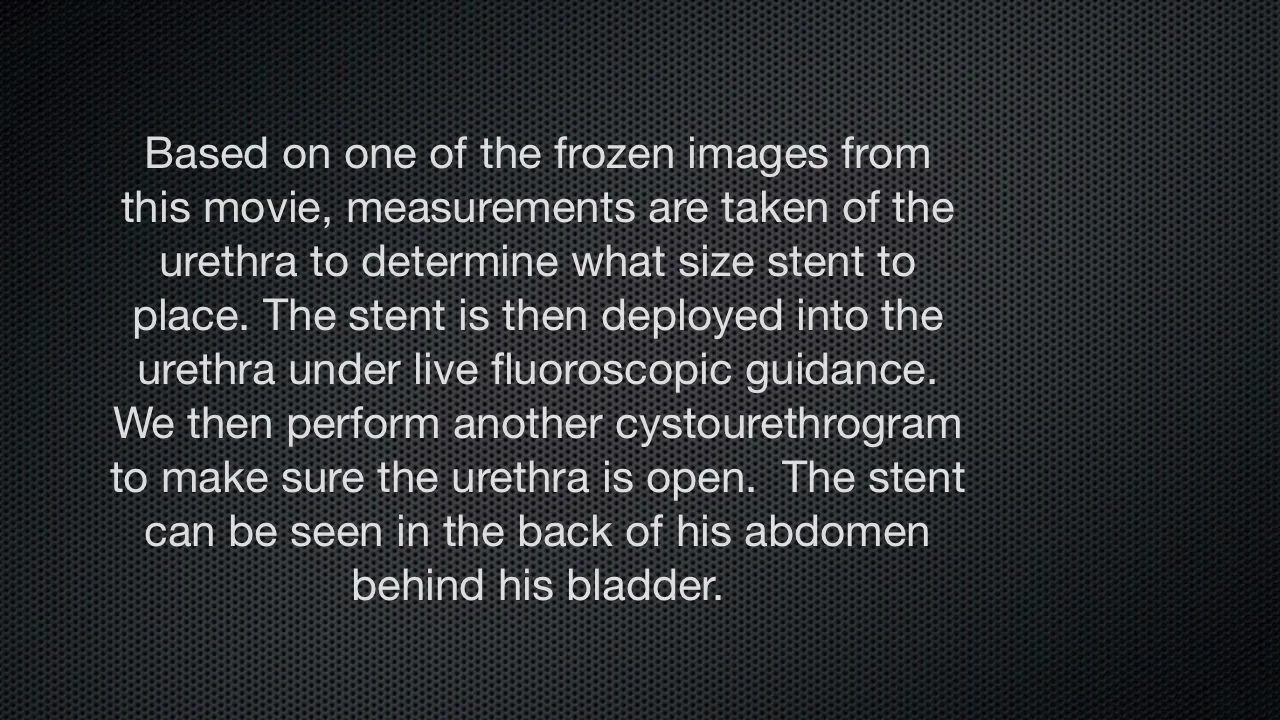 Based on one of the frozen images from
this movie, measurements are taken of the
urethra to determine what size stent to
place. The stent is then deployed into the
urethra under live fluoroscopic guidance.
We then perform another cystourethrogram
to make sure the urethra is open.  The stent
can be seen in the back of his abdomen
behind his bladder.